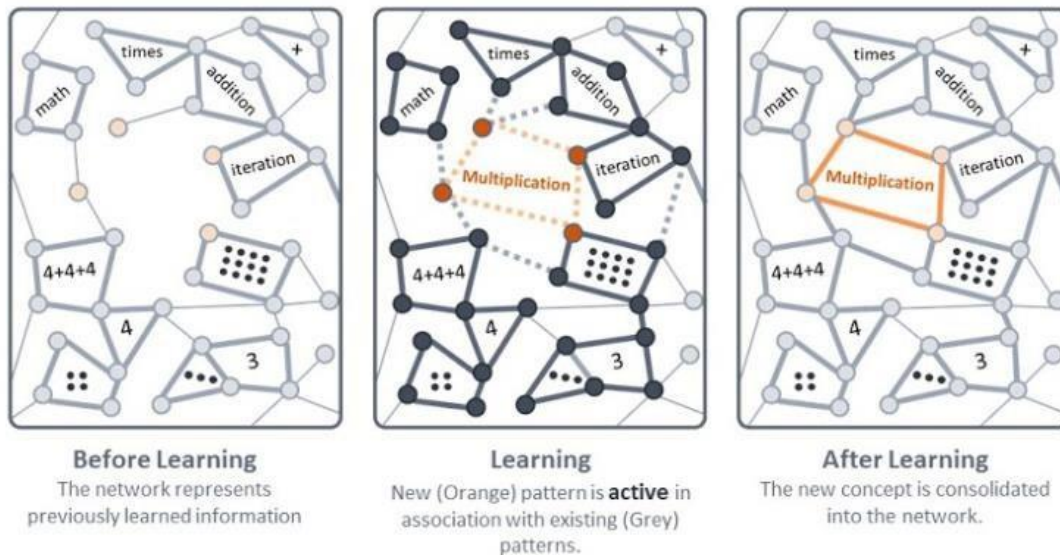 times
+
math
addition
iteration
4+4+4
4
3
times
+
math
addition
iteration
Multiplication
4+4+4
4
3
times
+
math
addition
iteration
Multiplication
4+4+4
4
3
Before Learning
The network represents
previously learned information
Learning
New (Orange) pattern is active in
association with existing (Grey)
patterns.
After Learning
The new concept is consolidated
into the network.